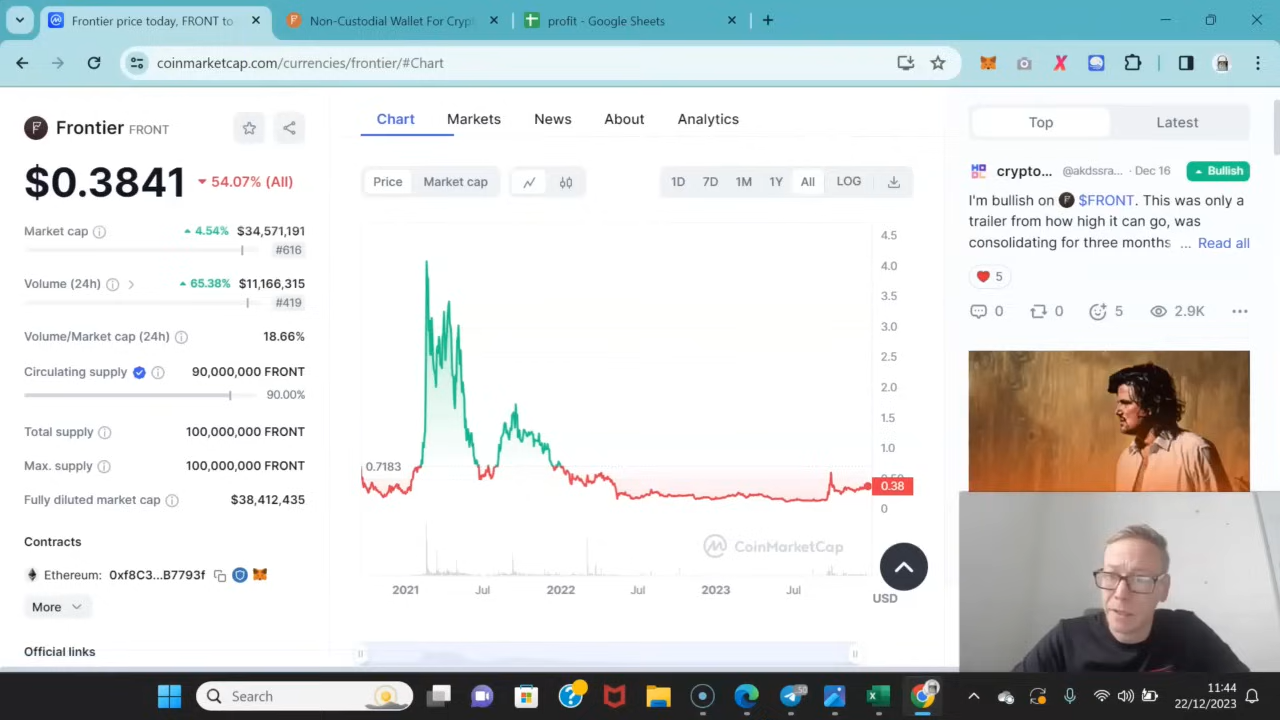 Frontier price today, FRONT to
Non-Custodial Wallet For Crypt
profit - Google Sheets
coinmarketcap.com/currencies/frontier/#Chart
Frontier FRONT
$0.3841
54.07% (All)
Market cap
4.54% $34,571,191
#616
Volume (24h)
65.38% $11,166,315
#419
Volume/Market cap (24h)
18.66%
Circulating supply
90,000,000 FRONT
90.00%
Total supply
100,000,000 FRONT
Max. supply
100,000,000 FRONT
Fully diluted market cap
$38,412,435
Contracts
Ethereum: 0xf8C3...B7793f
More
Official links
Chart Markets News About Analytics
Price Market cap
1D 7D 1M 1Y All LOG
4.5
4.0
3.5
3.0
2.5
2.0
1.5
1.0
0.50
0.38
0
0.7183
CoinMarketCap
2021 Jul 2022 Jul 2023 Jul
USD
Top Latest
crypto... @akdssra... · Dec 16 Bullish
I'm bullish on $FRONT. This was only a
trailer from how high it can go, was
consolidating for three months ... Read all
5
0 0 5 2.9K
Search
50
11:44
22/12/2023